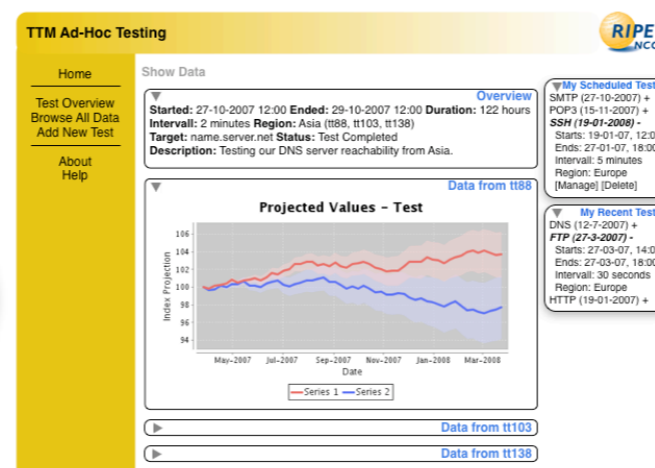 TTM Ad-Hoc Testing
RIPE
NCC
Home
Test Overview
Browse All Data
Add New Test
About
Help
Show Data
Overview
Started: 27-10-2007 12:00 Ended: 29-10-2007 12:00 Duration: 122 hours
Intervall: 2 minutes Region: Asia (tt88, tt103, tt138)
Target: name.server.net Status: Test Completed
Description: Testing our DNS server reachability from Asia.
Data from tt88
Projected Values - Test
106
104
102
100
98
96
94
Index Projection
May-2007 Jul-2007 Sep-2007 Nov-2007 Jan-2008 Mar-2008
Date
Series 1 Series 2
Data from tt103
Data from tt138
My Scheduled Test
SMTP (27-10-2007) +
POP3 (15-11-2007) +
SSH (19-01-2008) -
Starts: 19-01-07, 12:0
Ends: 27-01-07, 18:00
Intervall: 5 minutes
Region: Europe
[Manage] [Delete]
My Recent Test
DNS (12-7-2007) +
FTP (27-3-2007) -
Starts: 27-03-07, 14:0
Ends: 27-03-07, 18:00
Intervall: 30 seconds
Region: Europe
HTTP (19-01-2007) +